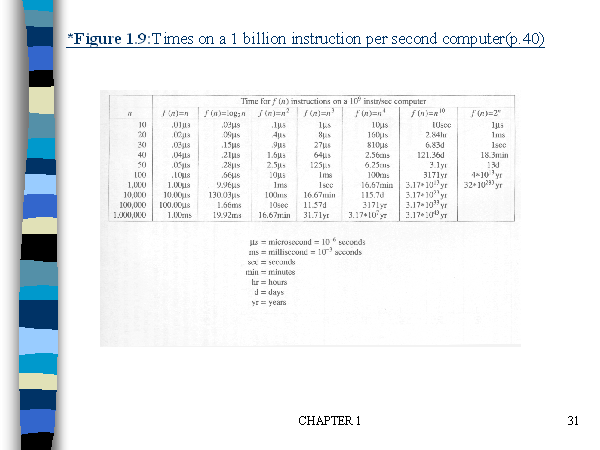 *Figure 1.9:Times on a 1 billion instruction per second computer(p.40)
Time for f (n) instructions on a 10⁹ instr/sec computer
n f (n)=n f (n)=log₂n f (n)=n² f (n)=n³ f (n)=n⁴ f (n)=n¹⁰ f (n)=2ⁿ
10 .01μs .03μs .1μs 1μs 10μs 10sec 1μs
20 .02μs .09μs .4μs 8μs 160μs 2.84hr 1ms
30 .03μs .15μs .9μs 27μs 810μs 6.83d 1sec
40 .04μs .21μs 1.6μs 64μs 2.56ms 121.36d 18.3min
50 .05μs .28μs 2.5μs 125μs 6.25ms 3.1yr 13d
100 .10μs .66μs 10μs 1ms 100ms 3171yr 4*10¹³yr
1,000 1.00μs 9.96μs 1ms 1sec 16.67min 3.17*10¹³yr 32*10²⁸³yr
10,000 10.00μs 130.03μs 100ms 16.67min 115.7d 3.17*10²³yr
100,000 100.00μs 1.66ms 10sec 11.57d 3171yr 3.17*10³³yr
1,000,000 1.00ms 19.92ms 16.67min 31.71yr 3.17*10⁷yr 3.17*10⁴³yr
μs = microsecond = 10⁻⁶ seconds
ms = millisecond = 10⁻³ seconds
sec = seconds
min = minutes
hr = hours
d = days
yr = years
CHAPTER 1 31